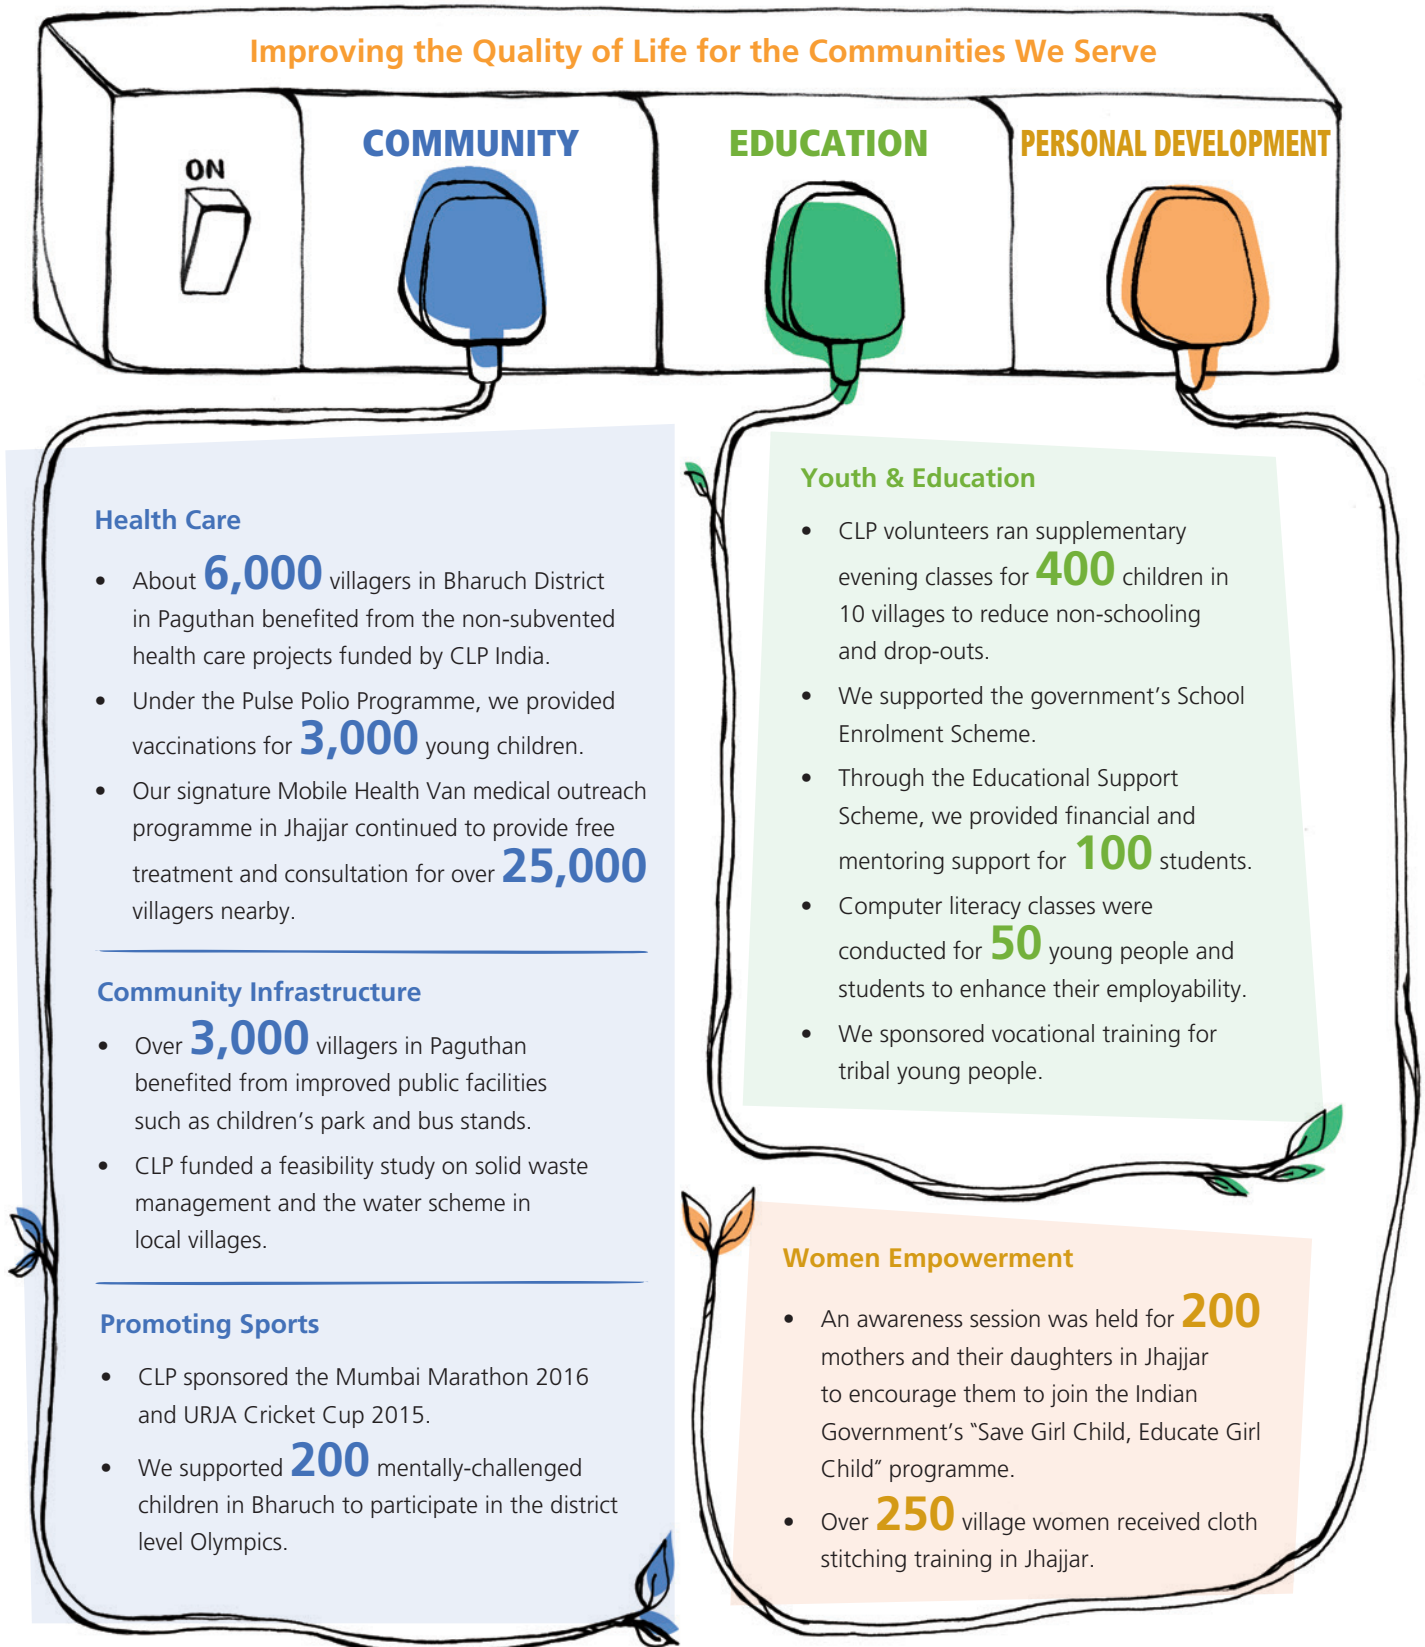 Improving the Quality of Life for the Communities We Serve
ON
COMMUNITY
EDUCATION
PERSONAL DEVELOPMENT
Health Care
• About 6,000 villagers in Bharuch District
in Paguthan benefited from the non-subvented
health care projects funded by CLP India.
• Under the Pulse Polio Programme, we provided
vaccinations for 3,000 young children.
• Our signature Mobile Health Van medical outreach
programme in Jhajjar continued to provide free
treatment and consultation for over 25,000
villagers nearby.
Community Infrastructure
• Over 3,000 villagers in Paguthan
benefited from improved public facilities
such as children's park and bus stands.
• CLP funded a feasibility study on solid waste
management and the water scheme in
local villages.
Promoting Sports
• CLP sponsored the Mumbai Marathon 2016
and URJA Cricket Cup 2015.
• We supported 200 mentally-challenged
children in Bharuch to participate in the district
level Olympics.
Youth & Education
• CLP volunteers ran supplementary
evening classes for 400 children in
10 villages to reduce non-schooling
and drop-outs.
• We supported the government's School
Enrolment Scheme.
• Through the Educational Support
Scheme, we provided financial and
mentoring support for 100 students.
• Computer literacy classes were
conducted for 50 young people and
students to enhance their employability.
• We sponsored vocational training for
tribal young people.
Women Empowerment
• An awareness session was held for 200
mothers and their daughters in Jhajjar
to encourage them to join the Indian
Government's "Save Girl Child, Educate Girl
Child" programme.
• Over 250 village women received cloth
stitching training in Jhajjar.